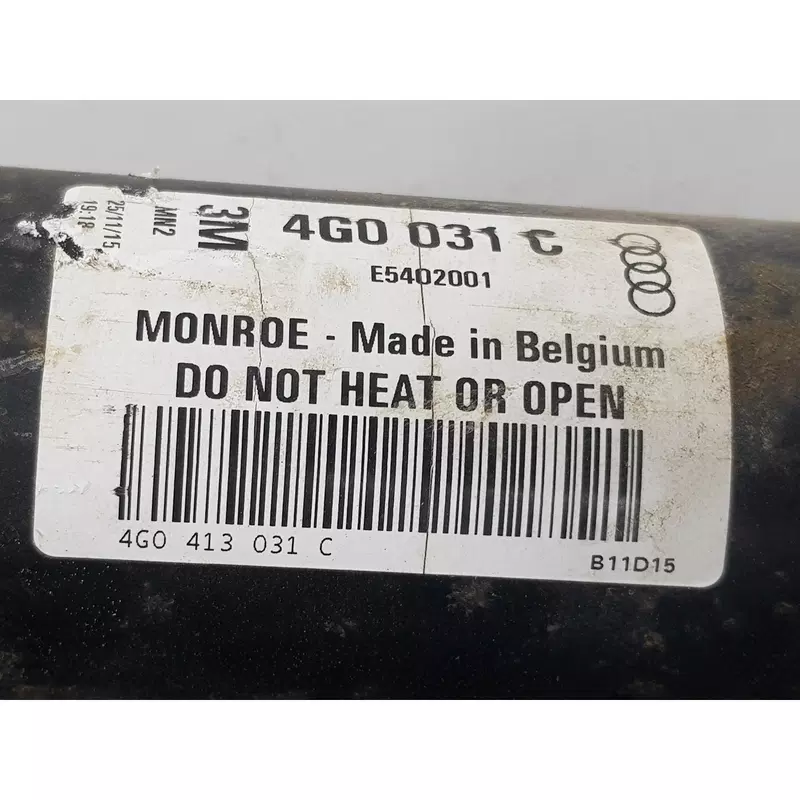 25/11/15
19:18
MN2
3M
4G0 031 C
E5402001
MONROE - Made in Belgium
DO NOT HEAT OR OPEN
4G0 413 031 C
B11D15